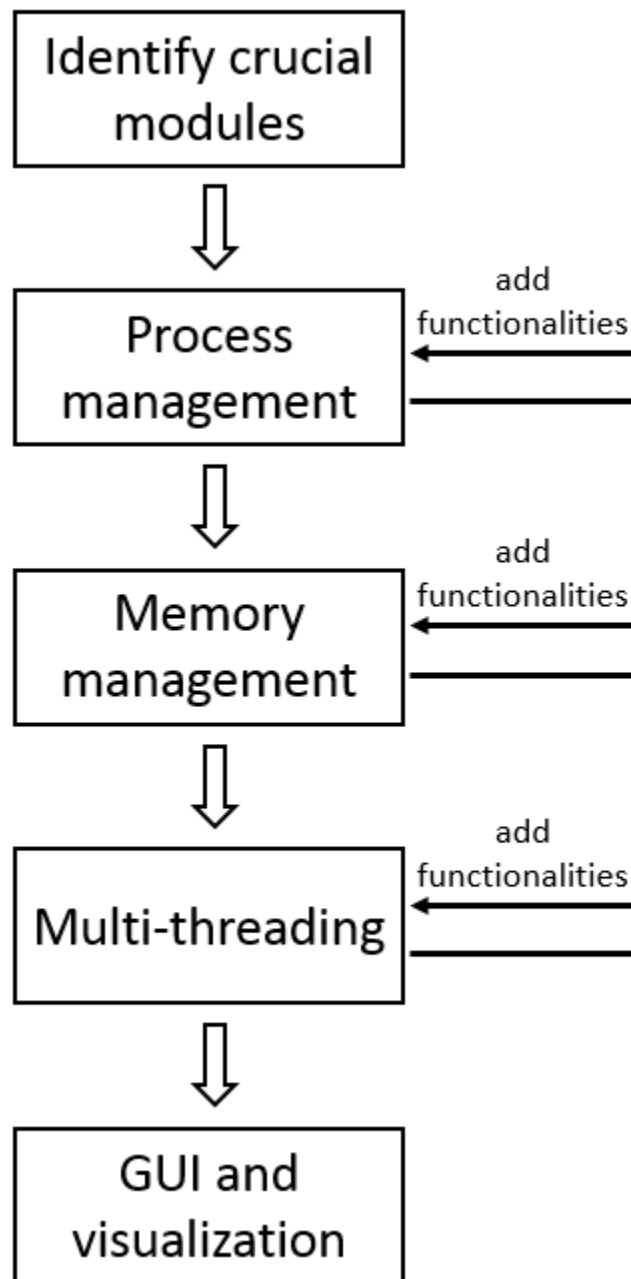 Identify crucial
modules
add
functionalities
Process
management
add
functionalities
Memory
management
add
functionalities
Multi-threading
GUI and
visualization